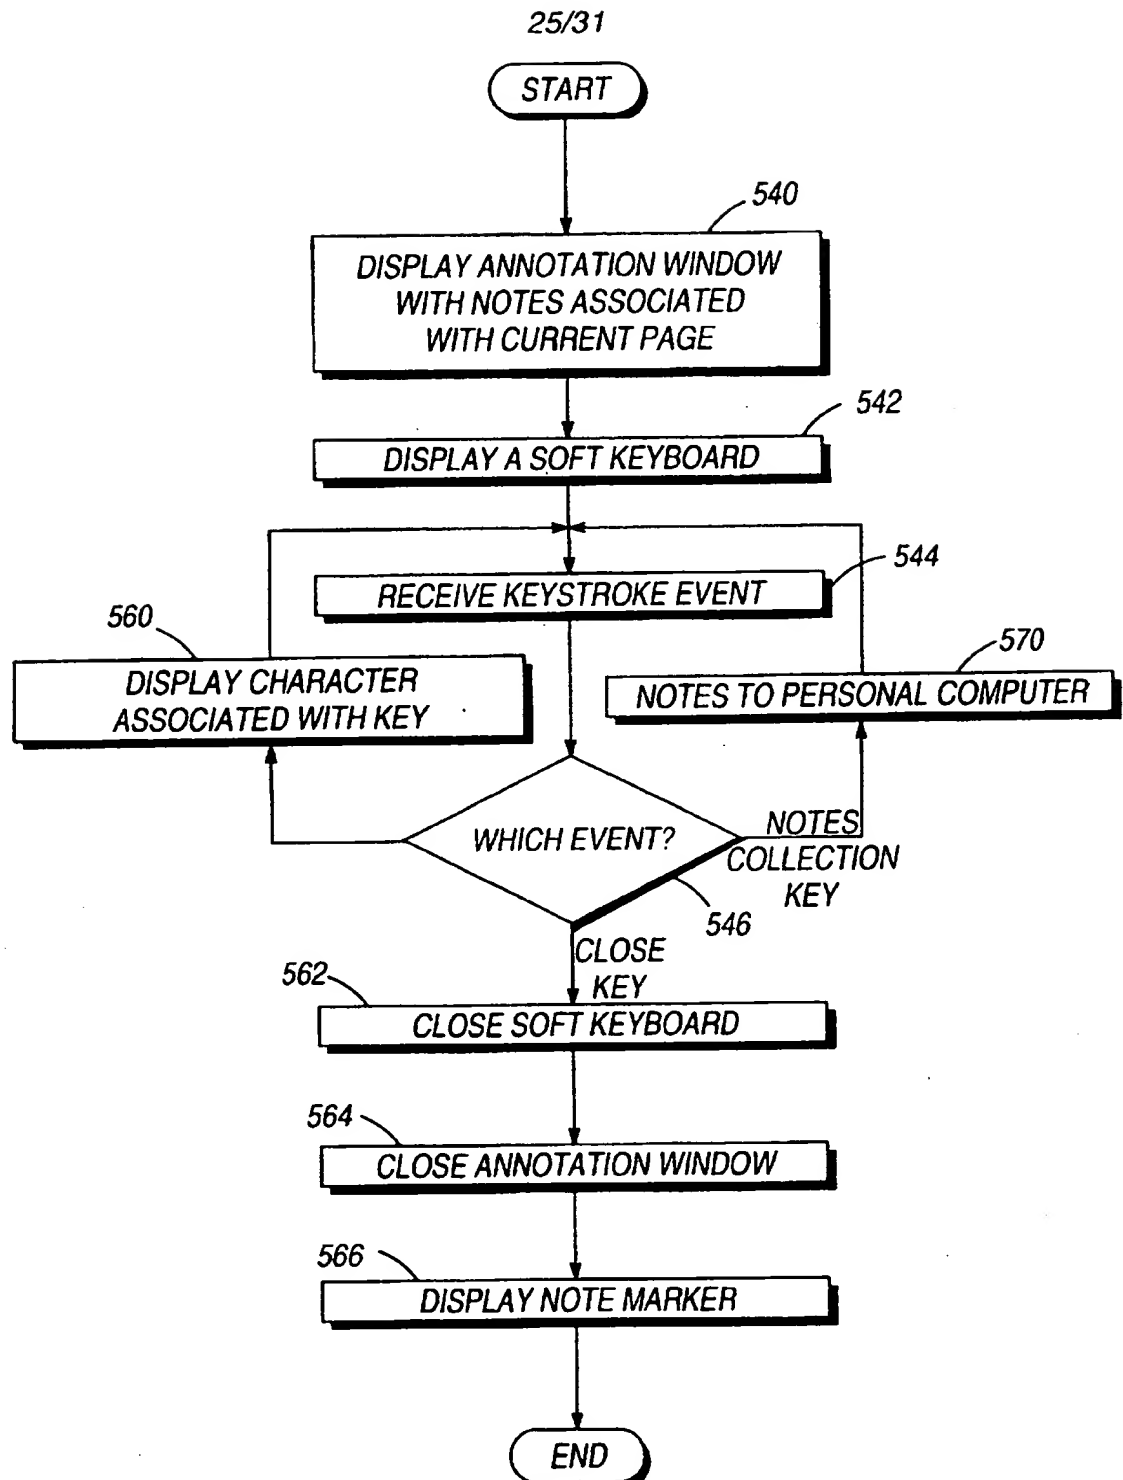 25/31
START
540
DISPLAY ANNOTATION WINDOW
WITH NOTES ASSOCIATED
WITH CURRENT PAGE
542
DISPLAY A SOFT KEYBOARD
544
RECEIVE KEYSTROKE EVENT
560
DISPLAY CHARACTER
ASSOCIATED WITH KEY
570
NOTES TO PERSONAL COMPUTER
WHICH EVENT?
NOTES
COLLECTION
KEY
546
CLOSE
KEY
562
CLOSE SOFT KEYBOARD
564
CLOSE ANNOTATION WINDOW
566
DISPLAY NOTE MARKER
END